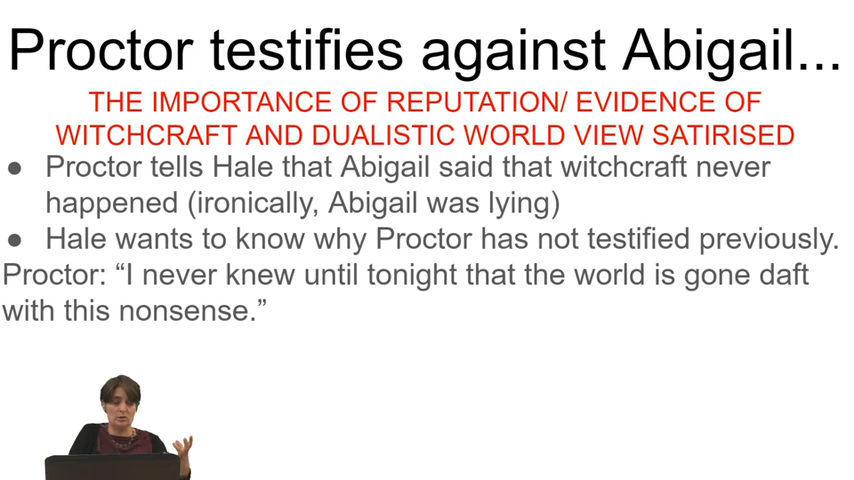 Proctor testifies against Abigail...
THE IMPORTANCE OF REPUTATION/ EVIDENCE OF
WITCHCRAFT AND DUALISTIC WORLD VIEW SATIRISED
● Proctor tells Hale that Abigail said that witchcraft never
happened (ironically, Abigail was lying)
● Hale wants to know why Proctor has not testified previously.
Proctor: “I never knew until tonight that the world is gone daft
with this nonsense.”